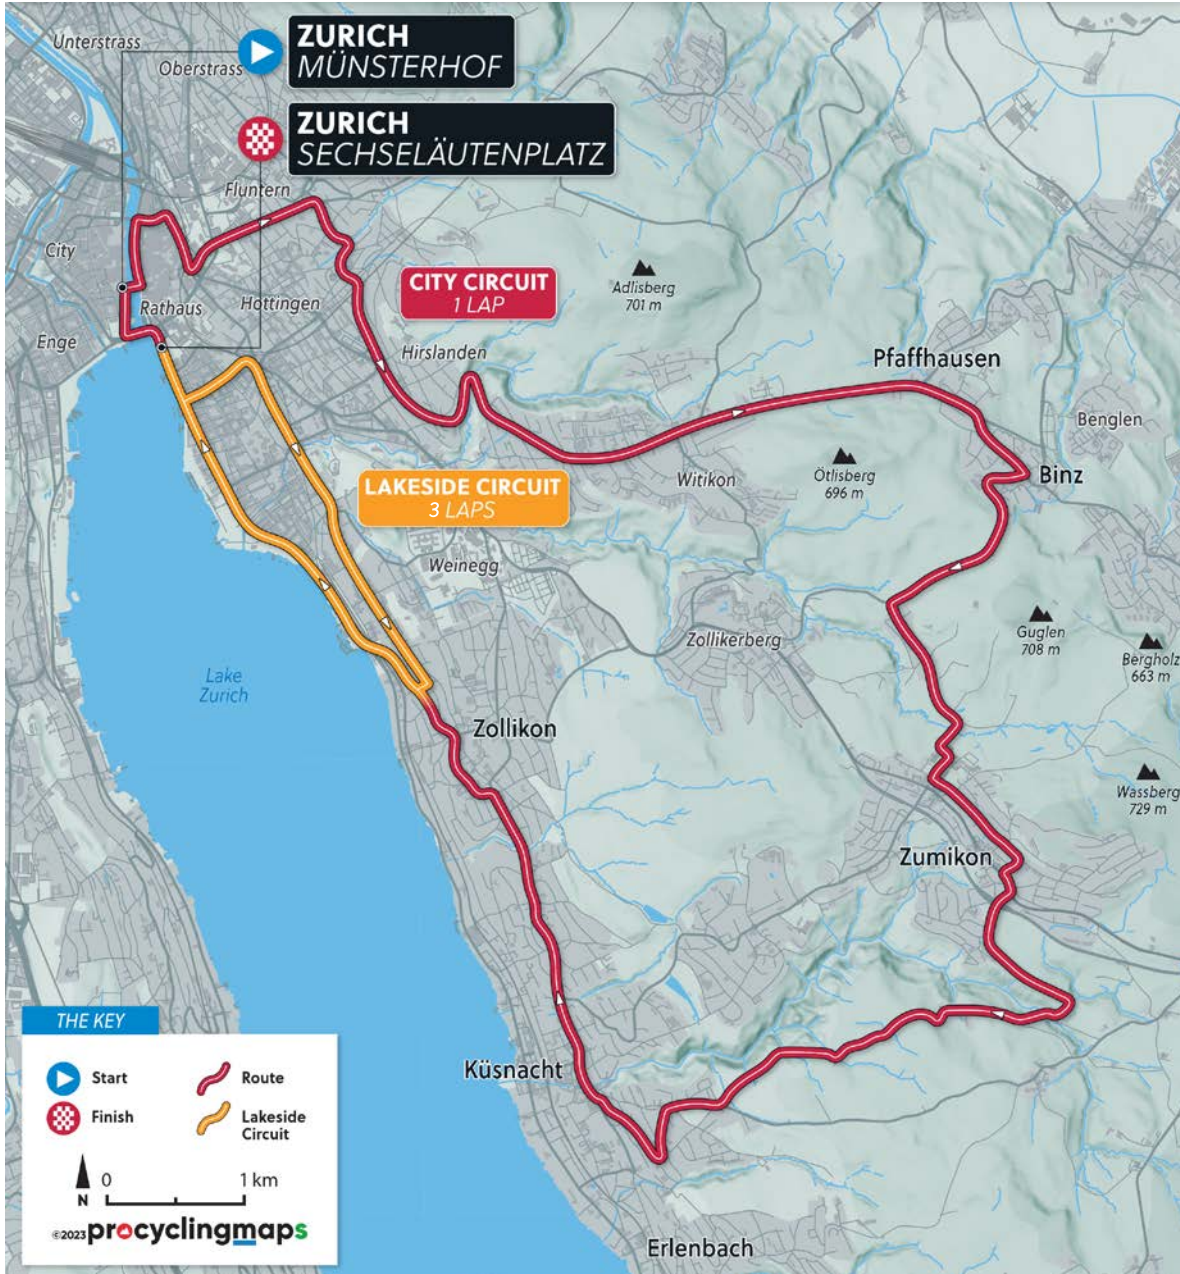 Unterstrass
Oberstrass
ZURICH
MÜNSTERHOF
ZURICH
SECHSELÄUTENPLATZ
Fluntern
City
Rathaus
Hottingen
Enge
CITY CIRCUIT
1 LAP
Adlisberg
701 m
Hirslanden
Pfaffhausen
Benglen
Binz
Ötlisberg
696 m
Witikon
LAKESIDE CIRCUIT
3 LAPS
Weinegg
Zollikerberg
Guglen
708 m
Bergholz
663 m
Lake
Zurich
Zollikon
Wassberg
729 m
Zumikon
Küsnacht
Erlenbach
THE KEY
Start
Route
Finish
Lakeside
Circuit
N
0
1 km
©2023 procyclingmaps